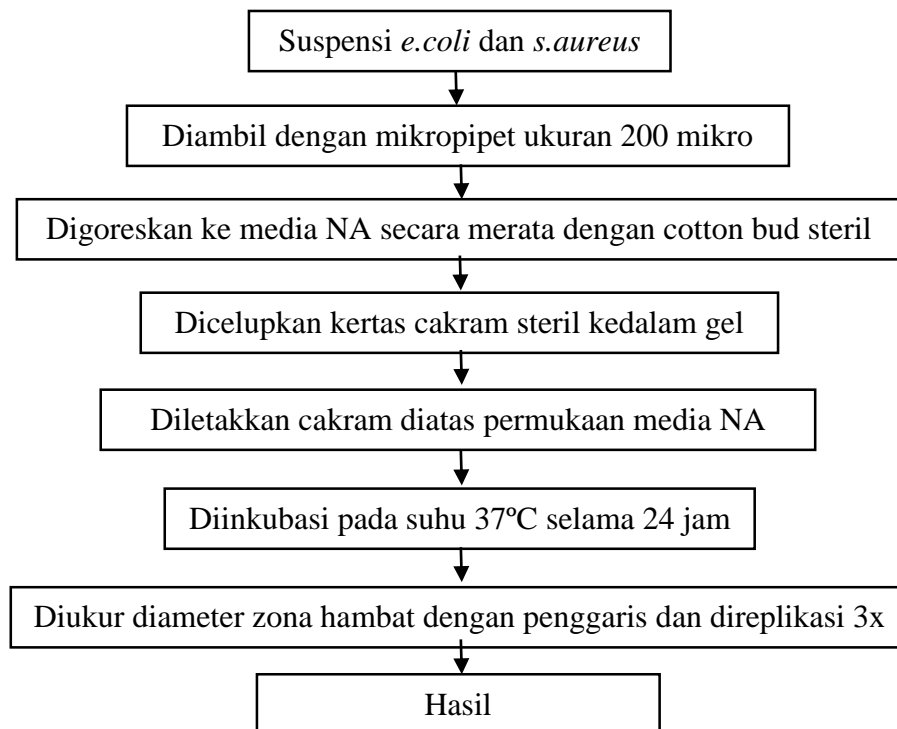 Suspensi e.coli dan s.aureus
Diambil dengan mikropipet ukuran 200 mikro
Digoreskan ke media NA secara merata dengan cotton bud steril
Dicelupkan kertas cakram steril kedalam gel
Diletakkan cakram diatas permukaan media NA
Diinkubasi pada suhu 37ºC selama 24 jam
Diukur diameter zona hambat dengan penggaris dan direplikasi 3x
Hasil